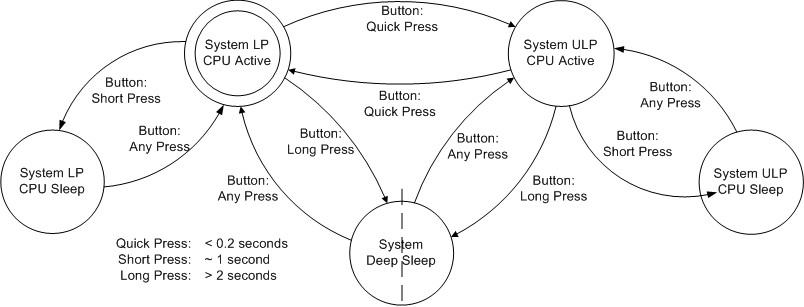 Button:
Quick Press
System LP
CPU Active
System ULP
CPU Active
Button:
Short Press
Button:
Quick Press
Button:
Any Press
Button:
Any Press
Button:
Long Press
Button:
Any Press
Button:
Short Press
System LP
CPU Sleep
Button:
Any Press
Button:
Long Press
System ULP
CPU Sleep
System
Deep Sleep
Quick Press: < 0.2 seconds
Short Press: ~ 1 second
Long Press: > 2 seconds